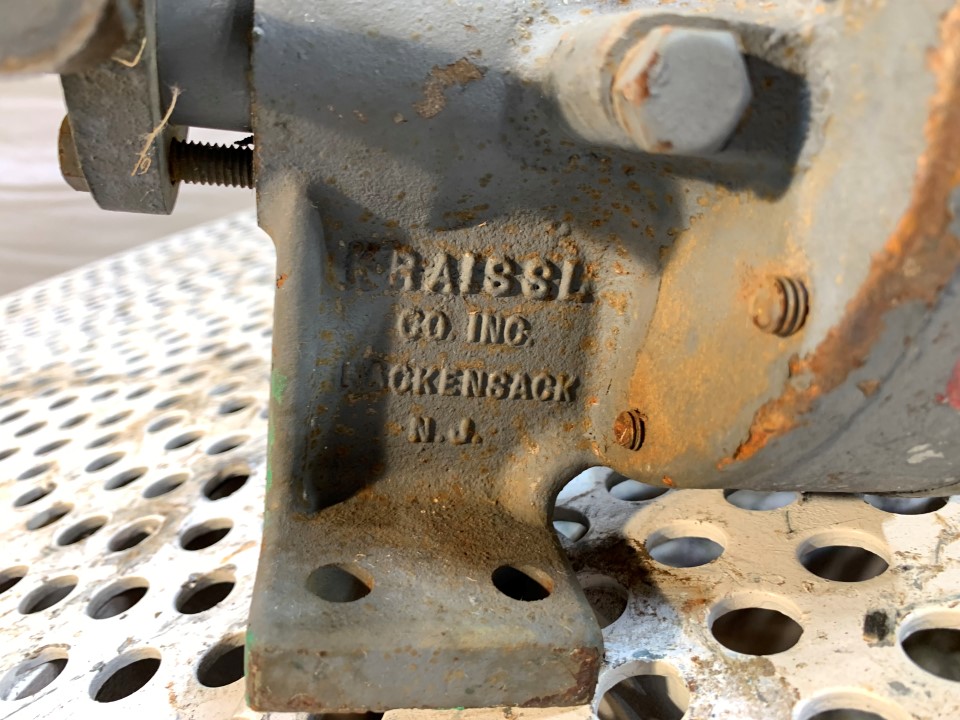 KRAISSL
CO. INC.
HACKENSACK
N.J.